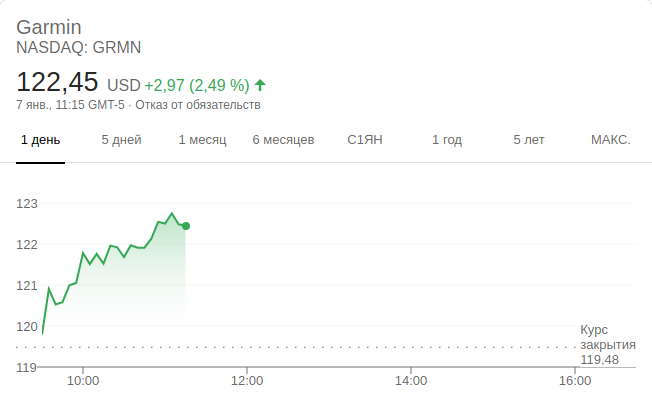 Garmin
NASDAQ: GRMN
122,45 USD +2,97 (2,49 %)
7 янв., 11:15 GMT-5 · Отказ от обязательств
1 день 5 дней 1 месяц 6 месяцев С1ЯН 1 год 5 лет МАКС.
123
122
121
120
119
Курс
закрытия
119,48
10:00 12:00 14:00 16:00